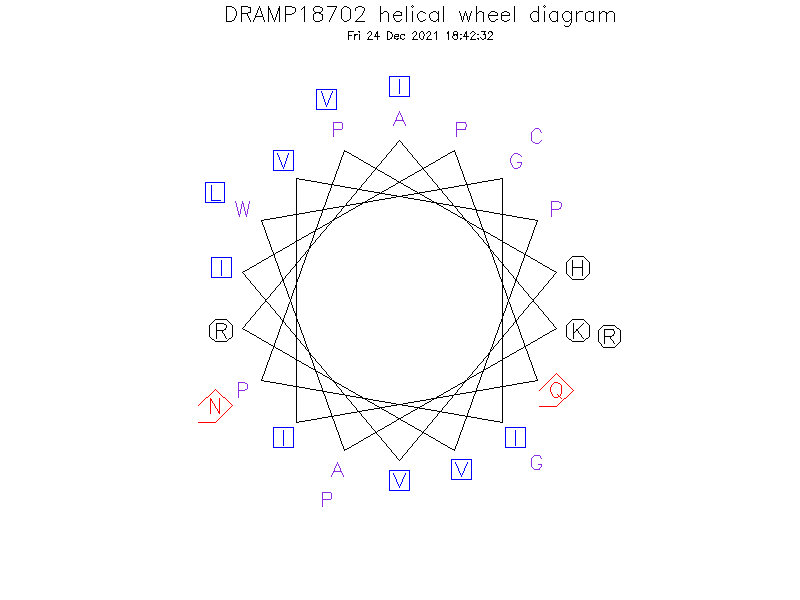 DRAMP18702 helical wheel diagram
Fri 24 Dec 2021 18:42:32
I
V
A
P
P
C
V
G
L
W
P
I
H
R
K
R
P
Q
N
I
I
G
A
V
V
P